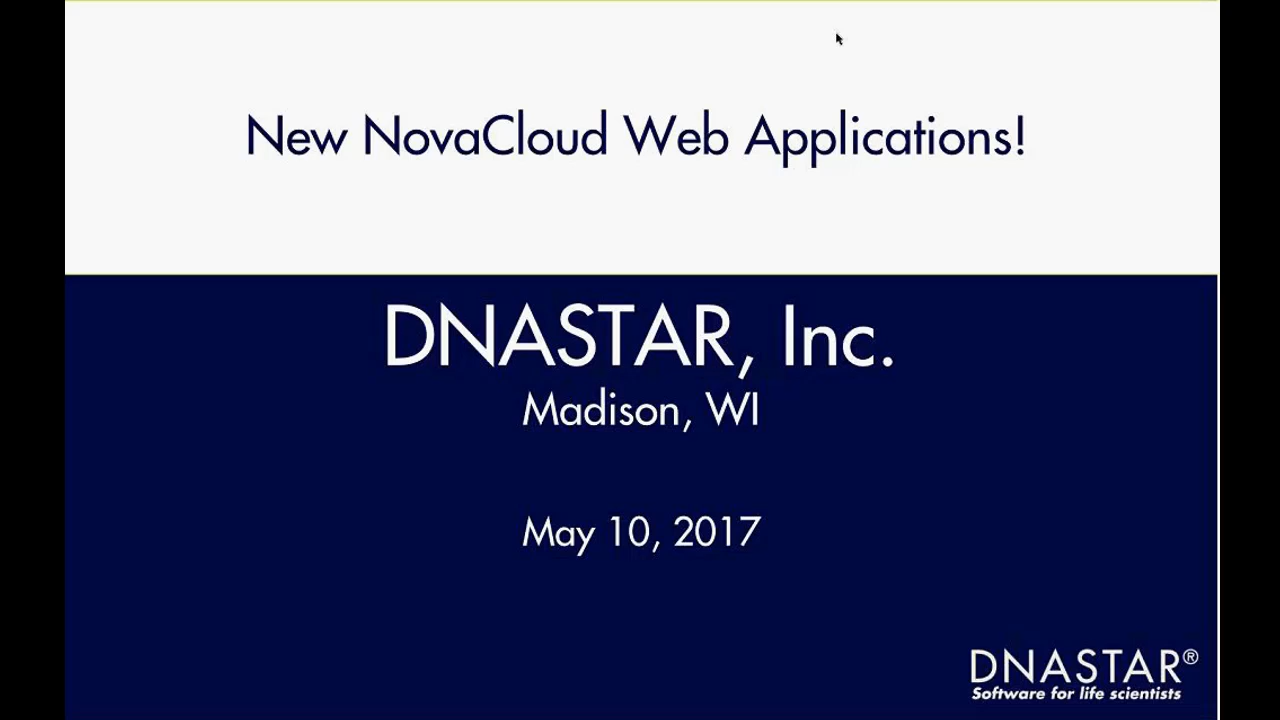 New NovaCloud Web Applications!
DNASTAR, Inc.
Madison, WI
May 10, 2017
DNASTAR®
Software for life scientists